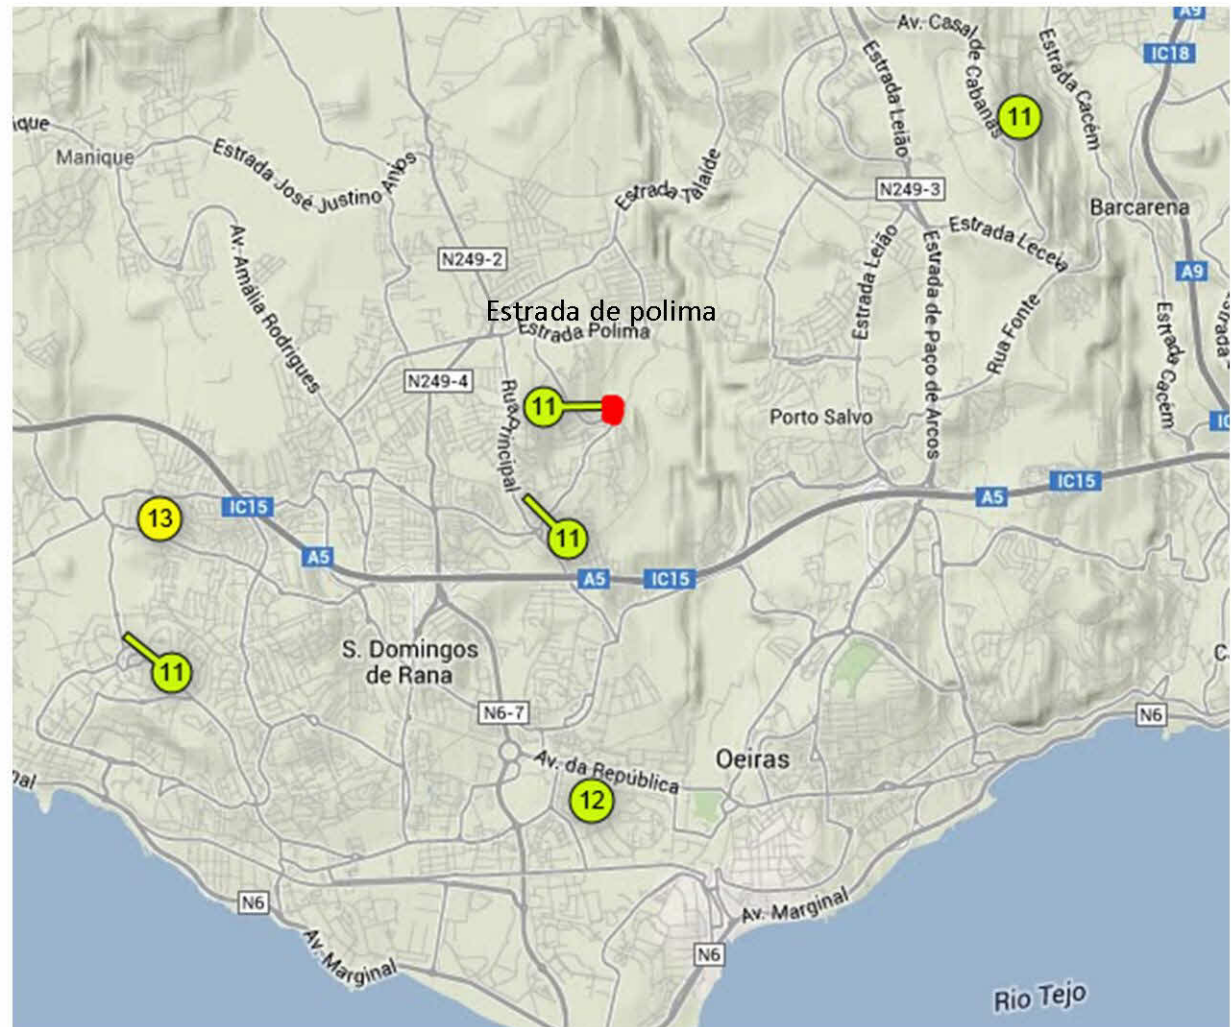 A9
Av. Casal de Cabanas
Estrada Cacém
IC18
Estrada Leião
11
ique
Manique
Estrada José Justino Anjos
Estrada Talaíde
N249-3
Barcarena
Estrada Leceia
Av. Amália Rodrigues
N249-2
Estrada Leião
Estrada de Paço de Arcos
A9
Rua Fonte
Estrada Cacém
Estrada de polima
Estrada Polima
N249-4
Rua Principal
11
Porto Salvo
IC15
A5
IC15
13
IC15
11
A5
A5
IC15
11
S. Domingos
de Rana
N6-7
N6
Av. da República
Oeiras
12
N6
Av. Marginal
Av. Marginal
N6
Rio Tejo